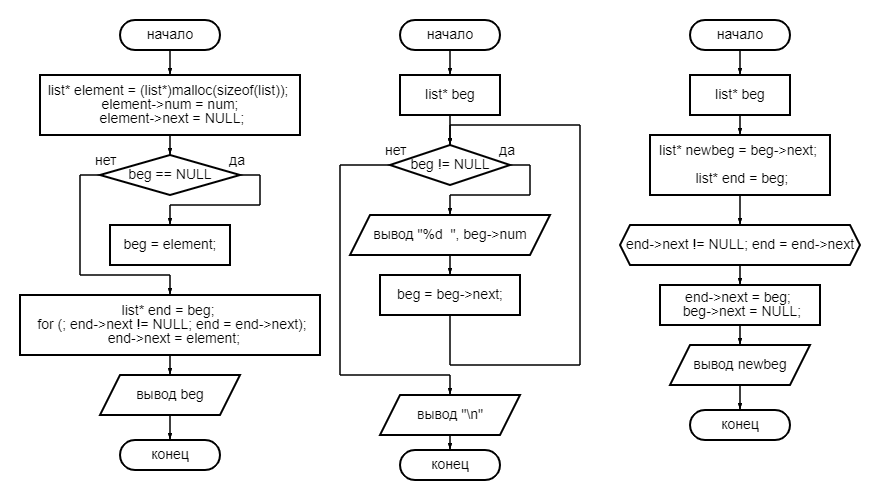 начало
list* element = (list*)malloc(sizeof(list));
element->num = num;
element->next = NULL;
нет
да
beg == NULL
beg = element;
list* end = beg;
for (; end->next != NULL; end = end->next);
end->next = element;
вывод beg
конец
начало
list* beg
нет
да
beg != NULL
вывод "%d  ", beg->num
beg = beg->next;
вывод "\n"
конец
начало
list* beg
list* newbeg = beg->next;
list* end = beg;
end->next != NULL; end = end->next
end->next = beg;
beg->next = NULL;
вывод newbeg
конец